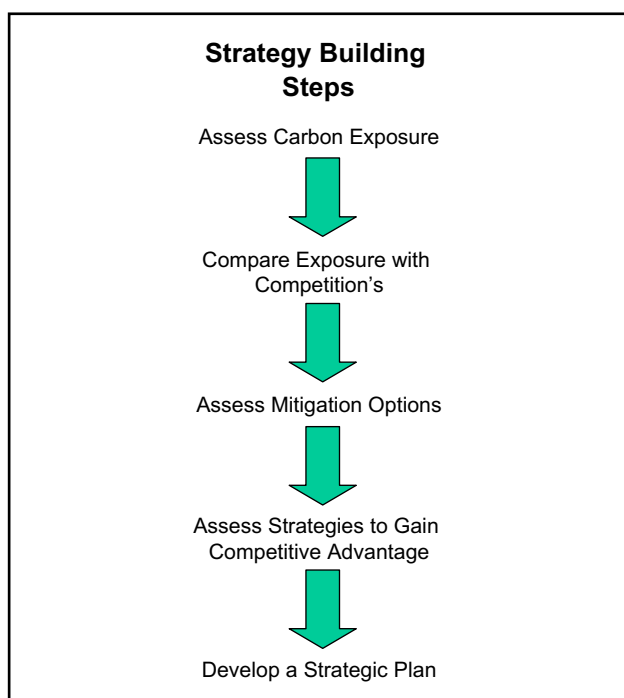 Strategy Building
Steps
Assess Carbon Exposure
Compare Exposure with
Competition’s
Assess Mitigation Options
Assess Strategies to Gain
Competitive Advantage
Develop a Strategic Plan